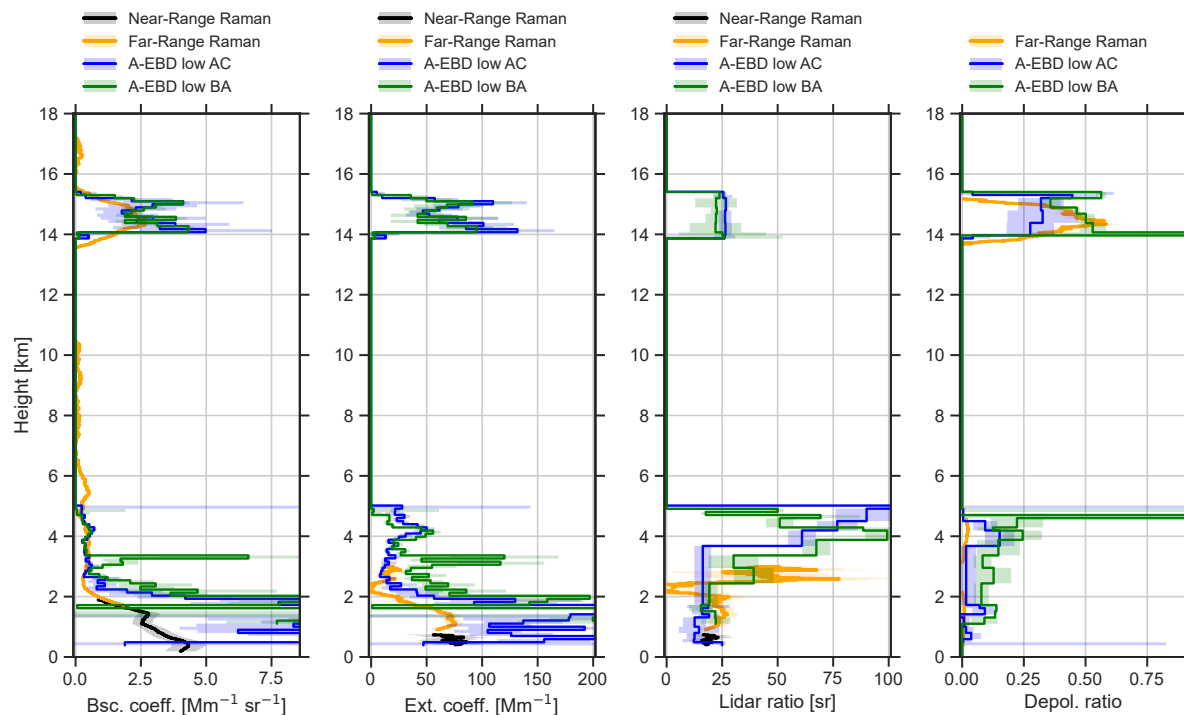 Near-Range Raman
Far-Range Raman
A-EBD low AC
A-EBD low BA
Near-Range Raman
Far-Range Raman
A-EBD low AC
A-EBD low BA
Near-Range Raman
Far-Range Raman
A-EBD low AC
A-EBD low BA
Far-Range Raman
A-EBD low AC
A-EBD low BA
Height [km]
18
16
14
12
10
8
6
4
2
0
0.0 2.5 5.0 7.5
Bsc. coeff. [Mm⁻¹ sr⁻¹]
18
16
14
12
10
8
6
4
2
0
0 50 100 150 200
Ext. coeff. [Mm⁻¹]
18
16
14
12
10
8
6
4
2
0
0 25 50 75 100
Lidar ratio [sr]
18
16
14
12
10
8
6
4
2
0
0.00 0.25 0.50 0.75
Depol. ratio